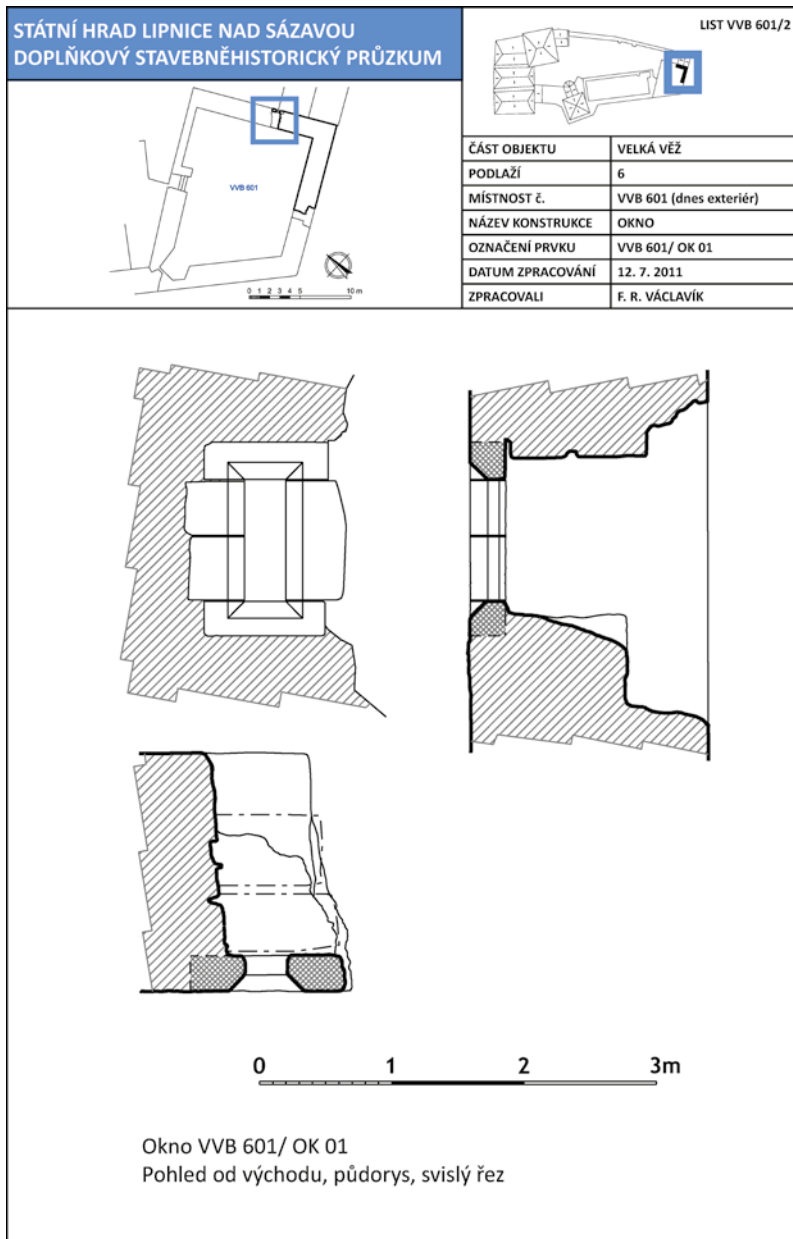 STÁTNÍ HRAD LIPNICE NAD SÁZAVOU
DOPLŇKOVÝ STAVEBNĚHISTORICKÝ PRŮZKUM
LIST VVB 601/2
VVB 601
0 1 2 3 4 5 10 m
ČÁST OBJEKTU VELKÁ VĚŽ
PODLAŽÍ 6
MÍSTNOST č. VVB 601 (dnes exteriér)
NÁZEV KONSTRUKCE OKNO
OZNAČENÍ PRVKU VVB 601/ OK 01
DATUM ZPRACOVÁNÍ 12. 7. 2011
ZPRACOVALI F. R. VÁCLAVÍK
0 1 2 3m
Okno VVB 601/ OK 01
Pohled od východu, půdorys, svislý řez